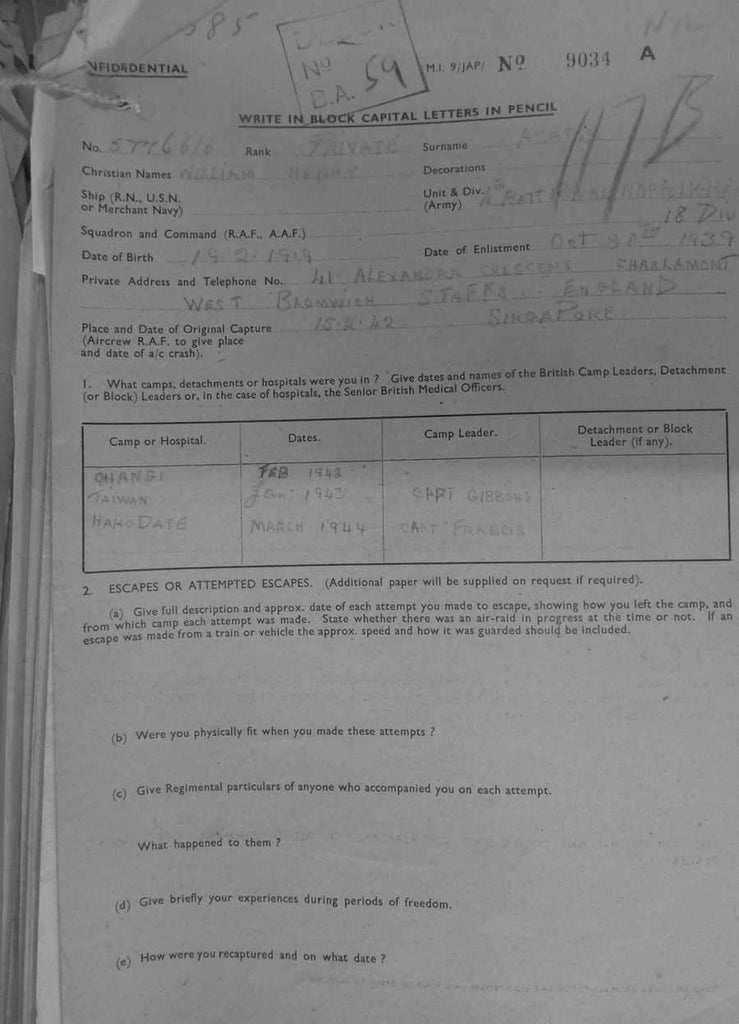 585
NFIDADENTIAL
No
B.A. 59
M.I. 9/JAP/ No 9034 A
WRITE IN BLOCK CAPITAL LETTERS IN PENCIL
No. 5776616 Rank PRIVATE Surname
Christian Names WILLIAM HENRY Decorations
Ship (R.N., U.S.N. or Merchant Navy)
Unit & Div. (Army) BATT ROYAL NORFOLK
18 DIV
Squadron and Command (R.A.F., A.A.F.)
Date of Birth 19.2.1919 Date of Enlistment OCT 30th 1939
Private Address and Telephone No. 41 ALEXANDRA CRESCENT CHARLAMONT
WEST BROMWICH STAFFS. ENGLAND
Place and Date of Original Capture 15.2.42 SINGAPORE
(Aircrew R.A.F. to give place
and date of a/c crash).
1. What camps, detachments or hospitals were you in ? Give dates and names of the British Camp Leaders, Detachment
(or Block) Leaders or, in the case of hospitals, the Senior British Medical Officers.
Camp or Hospital. Dates. Camp Leader. Detachment or Block Leader (if any).
CHANGI FEB 1942 -
TAIWAN Jan: 1943 CAPT GIBBONS
HAKODATE MARCH 1944 CAPT FRANCIS
2. ESCAPES OR ATTEMPTED ESCAPES. (Additional paper will be supplied on request if required).
(a) Give full description and approx. date of each attempt you made to escape, showing how you left the camp, and
from which camp each attempt was made. State whether there was an air-raid in progress at the time or not. If an
escape was made from a train or vehicle the approx. speed and how it was guarded should be included.
(b) Were you physically fit when you made these attempts ?
(c) Give Regimental particulars of anyone who accompanied you on each attempt.
What happened to them ?
(d) Give briefly your experiences during periods of freedom.
(e) How were you recaptured and on what date ?